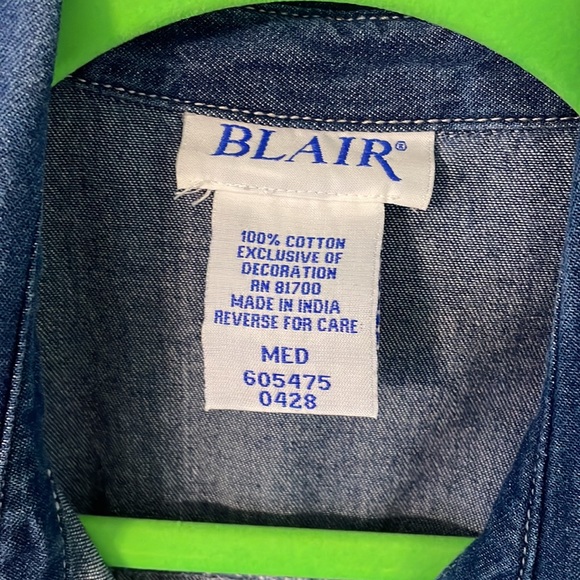 BLAIR®
100% COTTON
EXCLUSIVE OF
DECORATION
RN 81700
MADE IN INDIA
REVERSE FOR CARE
MED
605475
0428